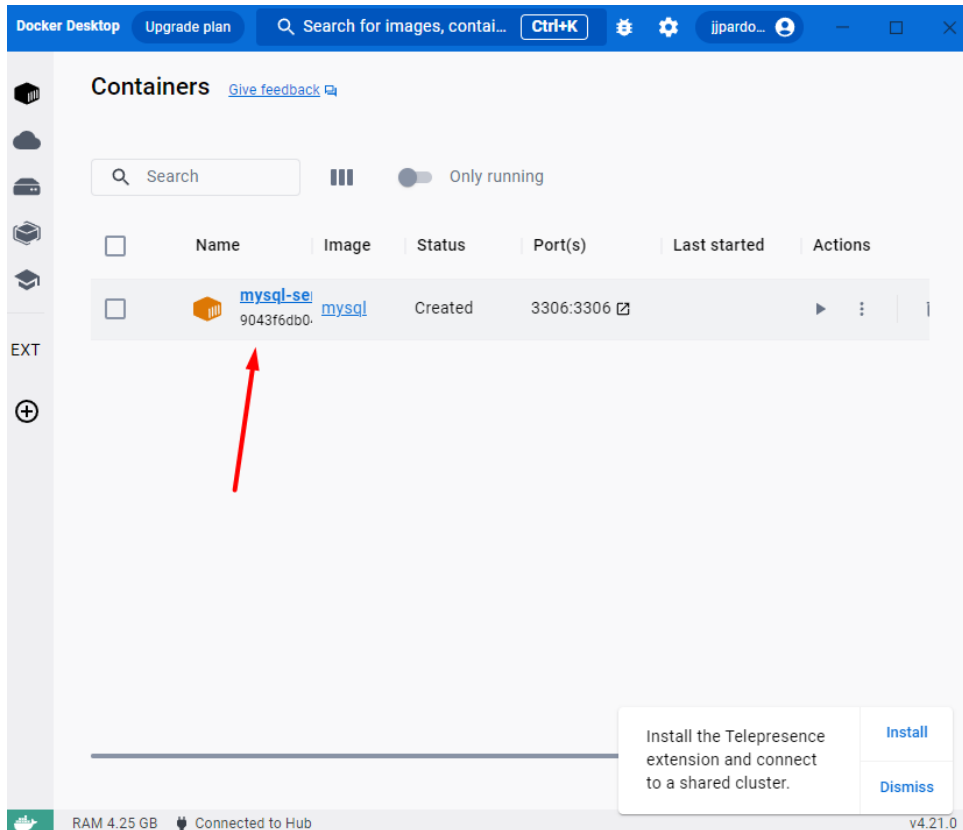 Docker Desktop Upgrade plan Search for images, contai... Ctrl+K jjpardo...
Containers Give feedback
Search Only running
Name Image Status Port(s) Last started Actions
mysql-se mysql Created 3306:3306
9043f6db0
EXT
Install the Telepresence
extension and connect
to a shared cluster.
Install
Dismiss
RAM 4.25 GB Connected to Hub v4.21.0